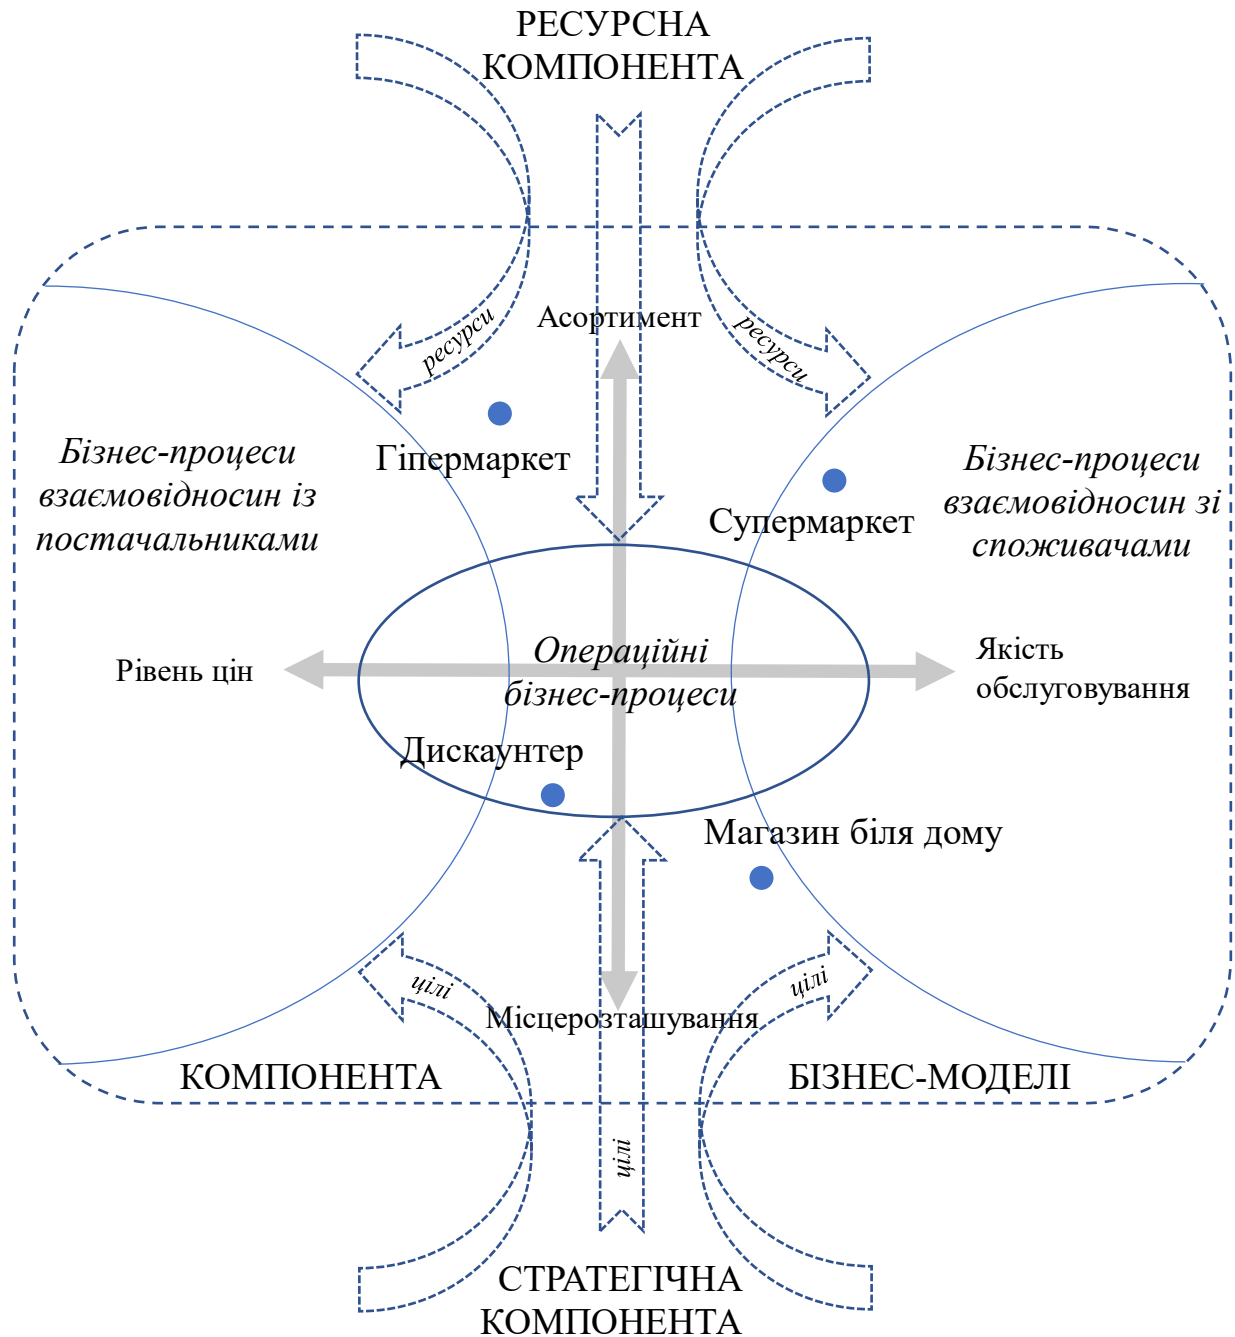 РЕСУРСНА
КОМПОНЕНТА
Асортимент
ресурси
ресурси
Гіпермаркет
Супермаркет
Бізнес-процеси
взаємовідносин із
постачальниками
Бізнес-процеси
взаємовідносин зі
споживачами
Операційні
бізнес-процеси
Рівень цін
Якість
обслуговування
Дискаунтер
Магазин біля дому
цілі
цілі
Місцерозташування
КОМПОНЕНТА
БІЗНЕС-МОДЕЛІ
цілі
СТРАТЕГІЧНА
КОМПОНЕНТА